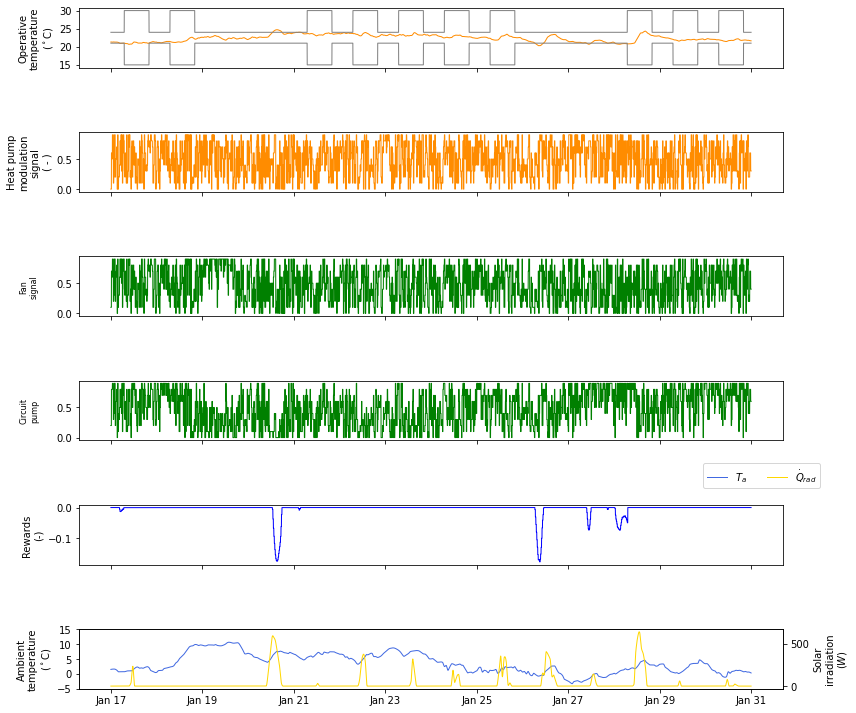 Operative
temperature
(°C)
30
25
20
15
Heat pump
modulation
signal
( - )
0.5
0.0
Fan
signal
0.5
0.0
Circuit
pump
0.5
0.0
T_a
Q̇_rad
Rewards
(-)
0.0
−0.1
Ambient
temperature
(°C)
15
10
5
0
−5
500
0
Solar
irradiation
(W)
Jan 17 Jan 19 Jan 21 Jan 23 Jan 25 Jan 27 Jan 29 Jan 31